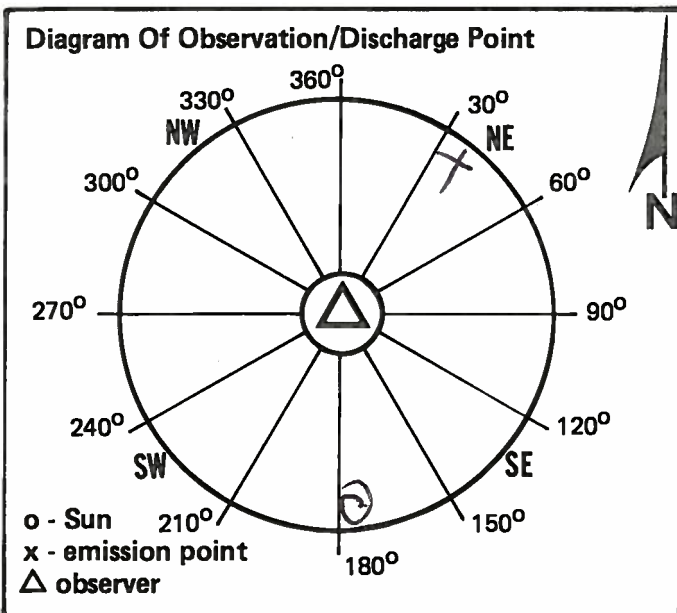 Diagram Of Observation/Discharge Point
360°
330°
30°
NW
NE
300°
60°
N
270°
90°
240°
120°
SW
SE
o - Sun
210°
150°
x - emission point
180°
△ observer